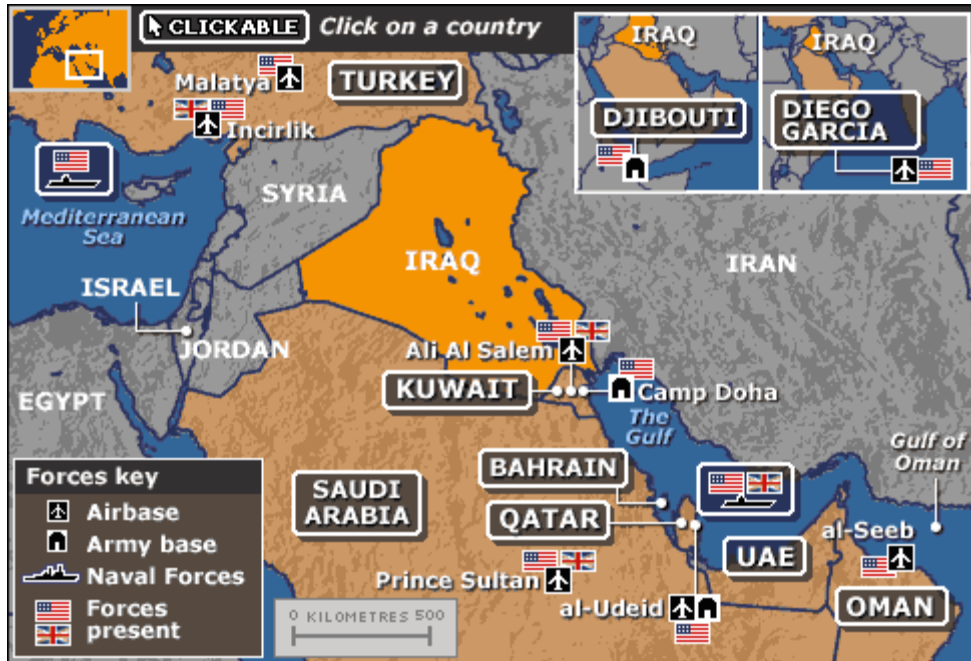 CLICKABLE Click on a country
Malatya
TURKEY
Incirlik
Mediterranean
Sea
SYRIA
IRAQ
DJIBOUTI
IRAQ
DIEGO
GARCIA
IRAQ
IRAN
ISRAEL
JORDAN
EGYPT
Ali Al Salem
KUWAIT
Camp Doha
The
Gulf
Gulf of
Oman
BAHRAIN
SAUDI
ARABIA
QATAR
UAE
al-Seeb
Prince Sultan
al-Udeid
OMAN
Forces key
Airbase
Army base
Naval Forces
Forces
present
0 KILOMETRES 500